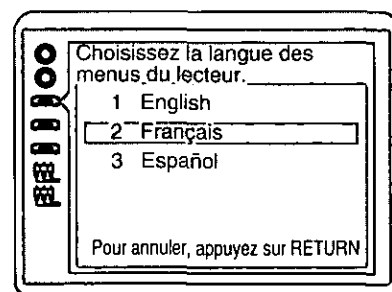 Choisissez la langue des
menus du lecteur.
1 English
2 Français
3 Español
Pour annuler, appuyez sur RETURN